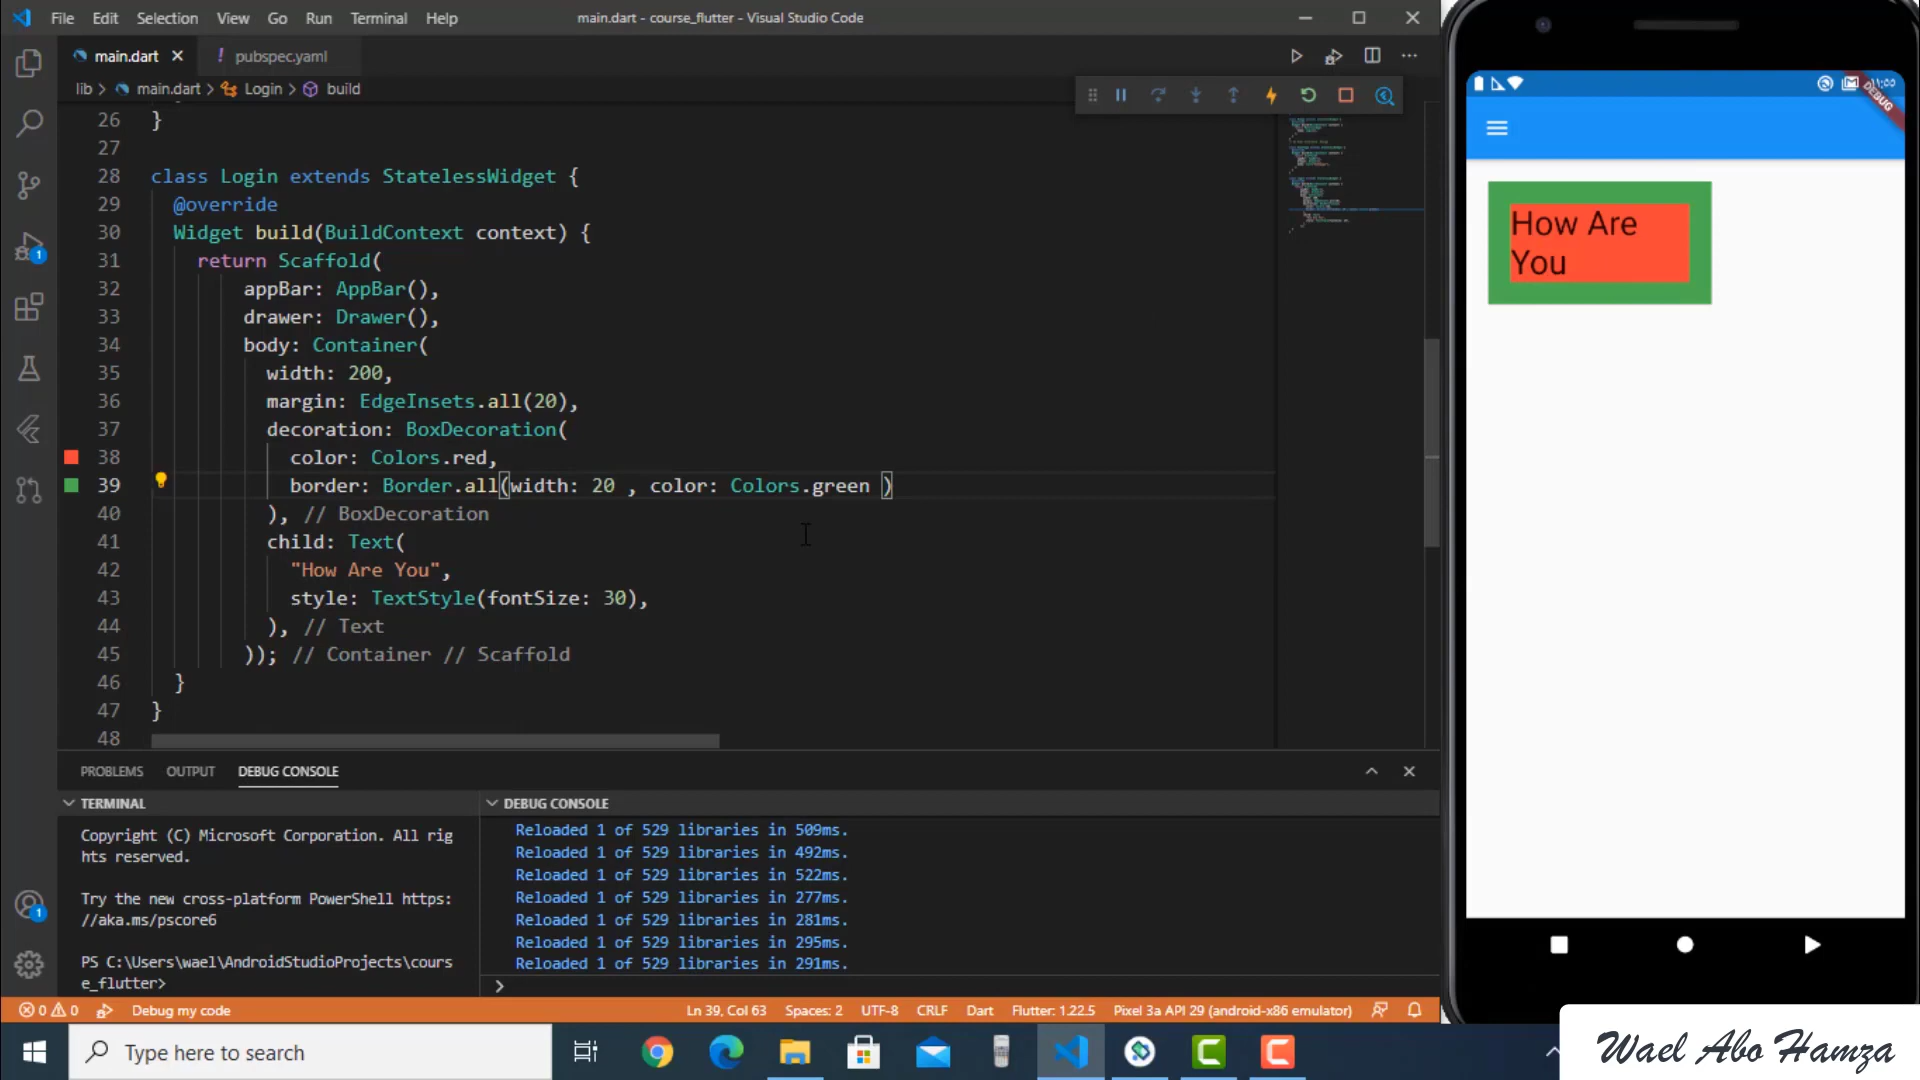 File Edit Selection View Go Run Terminal Help
main.dart - course_flutter - Visual Studio Code
main.dart
! pubspec.yaml
lib > main.dart > Login > build
26 }
27
28 class Login extends StatelessWidget {
29 @override
30 Widget build(BuildContext context) {
31 return Scaffold(
32 appBar: AppBar(),
33 drawer: Drawer(),
34 body: Container(
35 width: 200,
36 margin: EdgeInsets.all(20),
37 decoration: BoxDecoration(
38 color: Colors.red,
39 border: Border.all(width: 20 , color: Colors.green )
40 ), // BoxDecoration
41 child: Text(
42 "How Are You",
43 style: TextStyle(fontSize: 30),
44 ), // Text
45 )); // Container // Scaffold
46 }
47 }
48
PROBLEMS OUTPUT DEBUG CONSOLE
TERMINAL
Copyright (C) Microsoft Corporation. All rig
hts reserved.
Try the new cross-platform PowerShell https:
//aka.ms/pscore6
PS C:\Users\wael\AndroidStudioProjects\cours
e_flutter>
DEBUG CONSOLE
Reloaded 1 of 529 libraries in 509ms.
Reloaded 1 of 529 libraries in 492ms.
Reloaded 1 of 529 libraries in 522ms.
Reloaded 1 of 529 libraries in 277ms.
Reloaded 1 of 529 libraries in 281ms.
Reloaded 1 of 529 libraries in 295ms.
Reloaded 1 of 529 libraries in 291ms.
>
0 0 Debug my code
Ln 39, Col 63 Spaces: 2 UTF-8 CRLF Dart Flutter: 1.22.5 Pixel 3a API 29 (android-x86 emulator)
1
1
Type here to search
DEBUG
How Are
You
Wael Abo Hamza